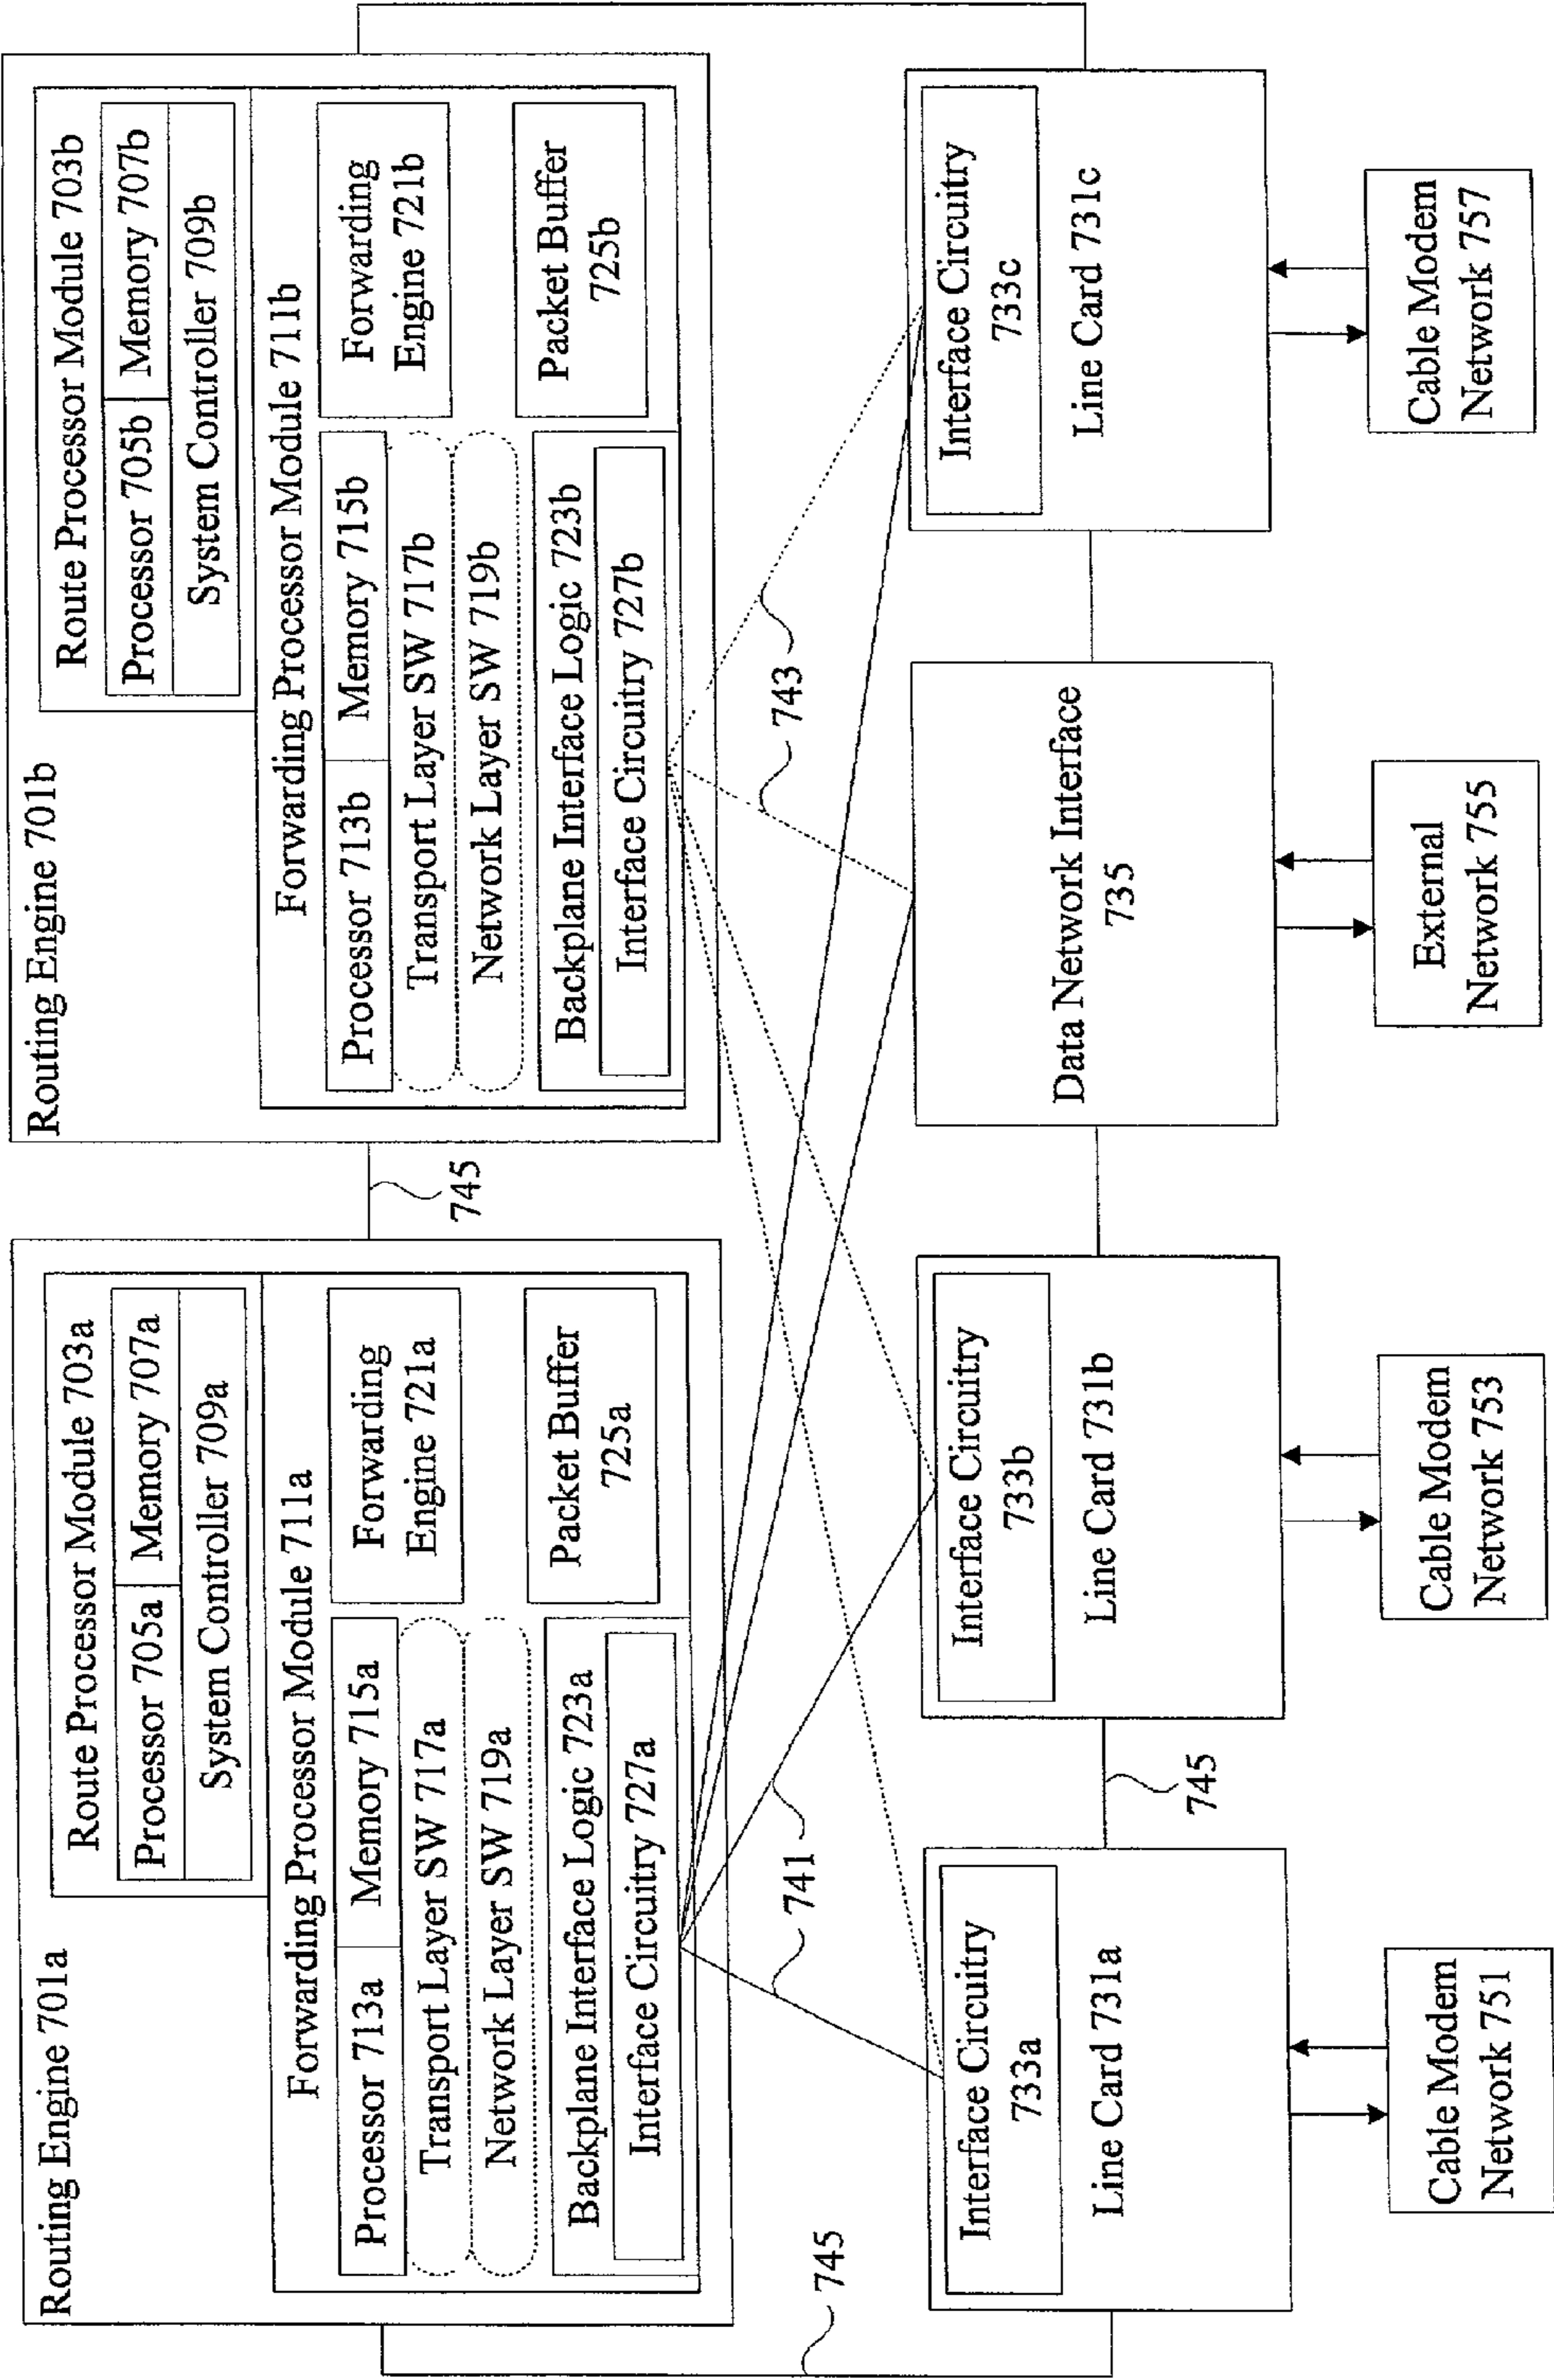 Routing Engine 701a
Route Processor Module 703a
Processor 705a
Memory 707a
System Controller 709a
Forwarding Processor Module 711a
Processor 713a
Memory 715a
Transport Layer SW 717a
Network Layer SW 719a
Forwarding
Engine 721a
Backplane Interface Logic 723a
Interface Circuitry 727a
Packet Buffer
725a
745
Routing Engine 701b
Route Processor Module 703b
Processor 705b
Memory 707b
System Controller 709b
Forwarding Processor Module 711b
Processor 713b
Memory 715b
Transport Layer SW 717b
Network Layer SW 719b
Forwarding
Engine 721b
Backplane Interface Logic 723b
Interface Circuitry 727b
Packet Buffer
725b
745
741
743
Interface Circuitry
733a
Line Card 731a
745
Interface Circuitry
733b
Line Card 731b
Data Network Interface
735
Interface Circuitry
733c
Line Card 731c
Cable Modem
Network 751
Cable Modem
Network 753
External
Network 755
Cable Modem
Network 757